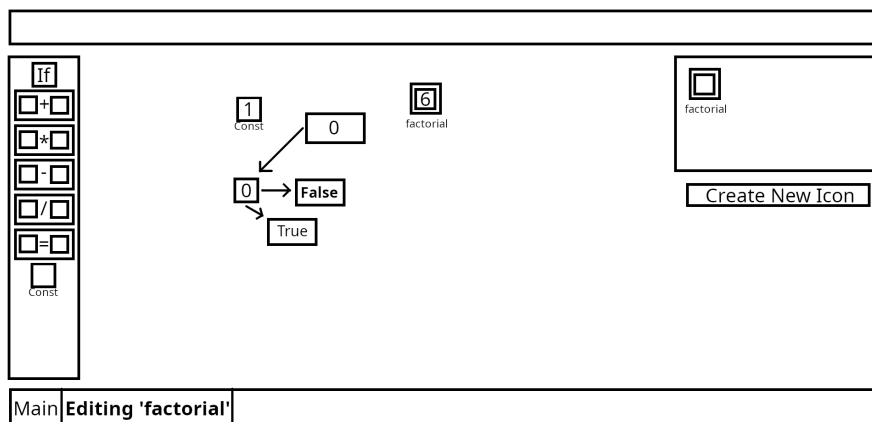 If
+
*
-
/
=
Const
1
Const
0
0
False
True
6
factorial
factorial
Create New Icon
Main
Editing 'factorial'